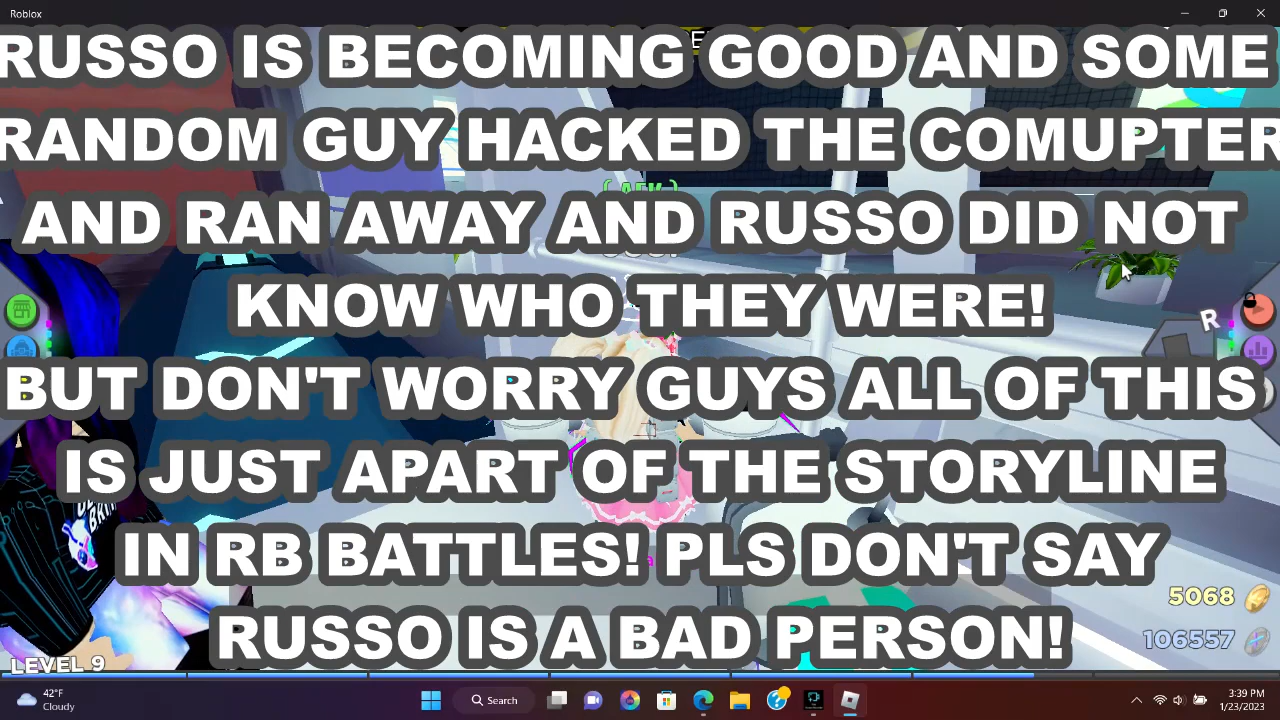 Roblox
RUSSO IS BECOMING GOOD AND SOME
RANDOM GUY HACKED THE COMUPTER
AND RAN AWAY AND RUSSO DID NOT
KNOW WHO THEY WERE!
BUT DON'T WORRY GUYS ALL OF THIS
IS JUST APART OF THE STORYLINE
IN RB BATTLES! PLS DON'T SAY
RUSSO IS A BAD PERSON!
R
5068
106557
LEVEL 9
42°F
Cloudy
Search
3:39 PM
1/23/2023